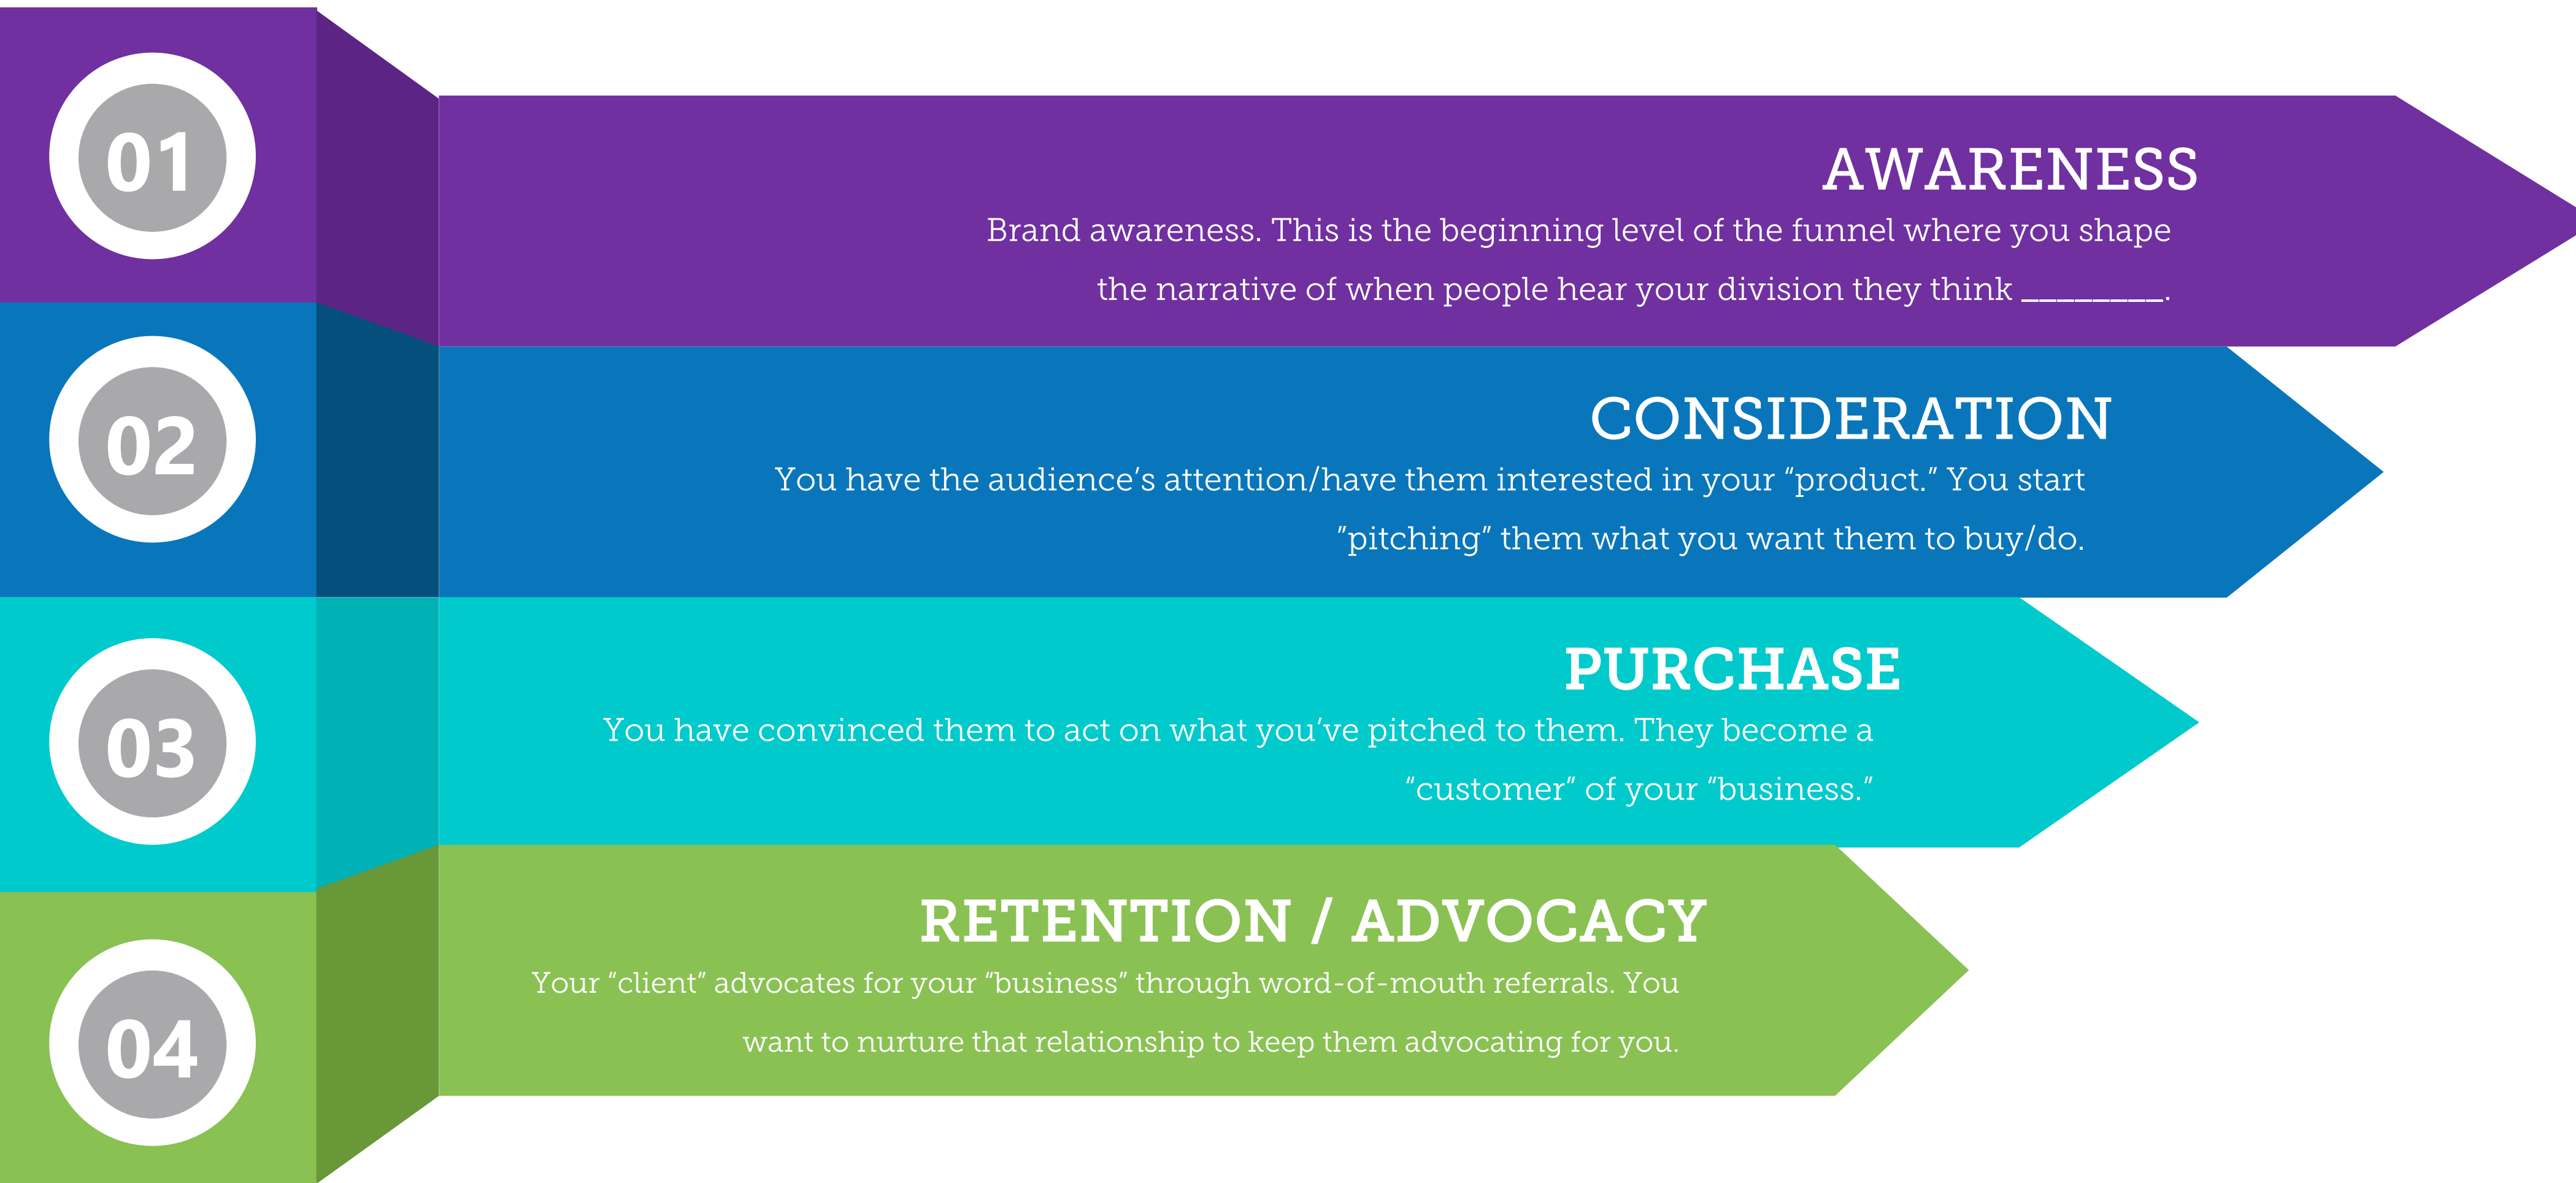 01
AWARENESS
Brand awareness. This is the beginning level of the funnel where you shape
the narrative of when people hear your division they think ________.
02
CONSIDERATION
You have the audience’s attention/have them interested in your “product.” You start
”pitching” them what you want them to buy/do.
03
PURCHASE
You have convinced them to act on what you’ve pitched to them. They become a
“customer” of your “business.”
04
RETENTION / ADVOCACY
Your “client” advocates for your “business” through word-of-mouth referrals. You
want to nurture that relationship to keep them advocating for you.